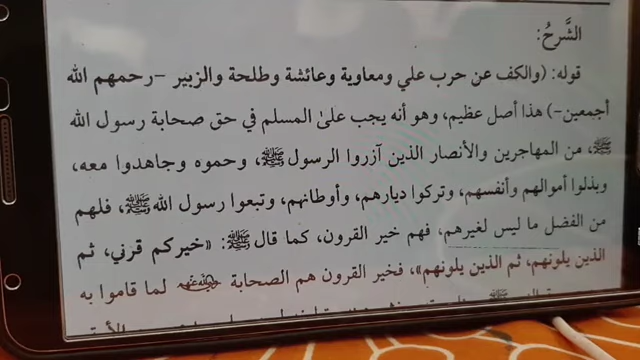 الشَّرحُ:
قوله: (والكف عن حرب علي ومعاوية وعائشة وطلحة والزبير -رحمهم الله
أجمعين-) هذا أصل عظيم، وهو أنه يجب علىٰ المسلم في حق صحابة رسول الله
ﷺ، من المهاجرين والأنصار الذين آزروا الرسول ﷺ، وحموه وجاهدوا معه،
وبذلوا أموالهم وأنفسهم، وتركوا ديارهم، وأوطانهم، وتبعوا رسول الله ﷺ، فلهم
من الفضل ما ليس لغيرهم، فهم خير القرون، كما قال ﷺ: «خيركم قرني، ثم
الذين يلونهم، ثم الذين يلونهم»، فخير القرون هم الصحابة لما قاموا به